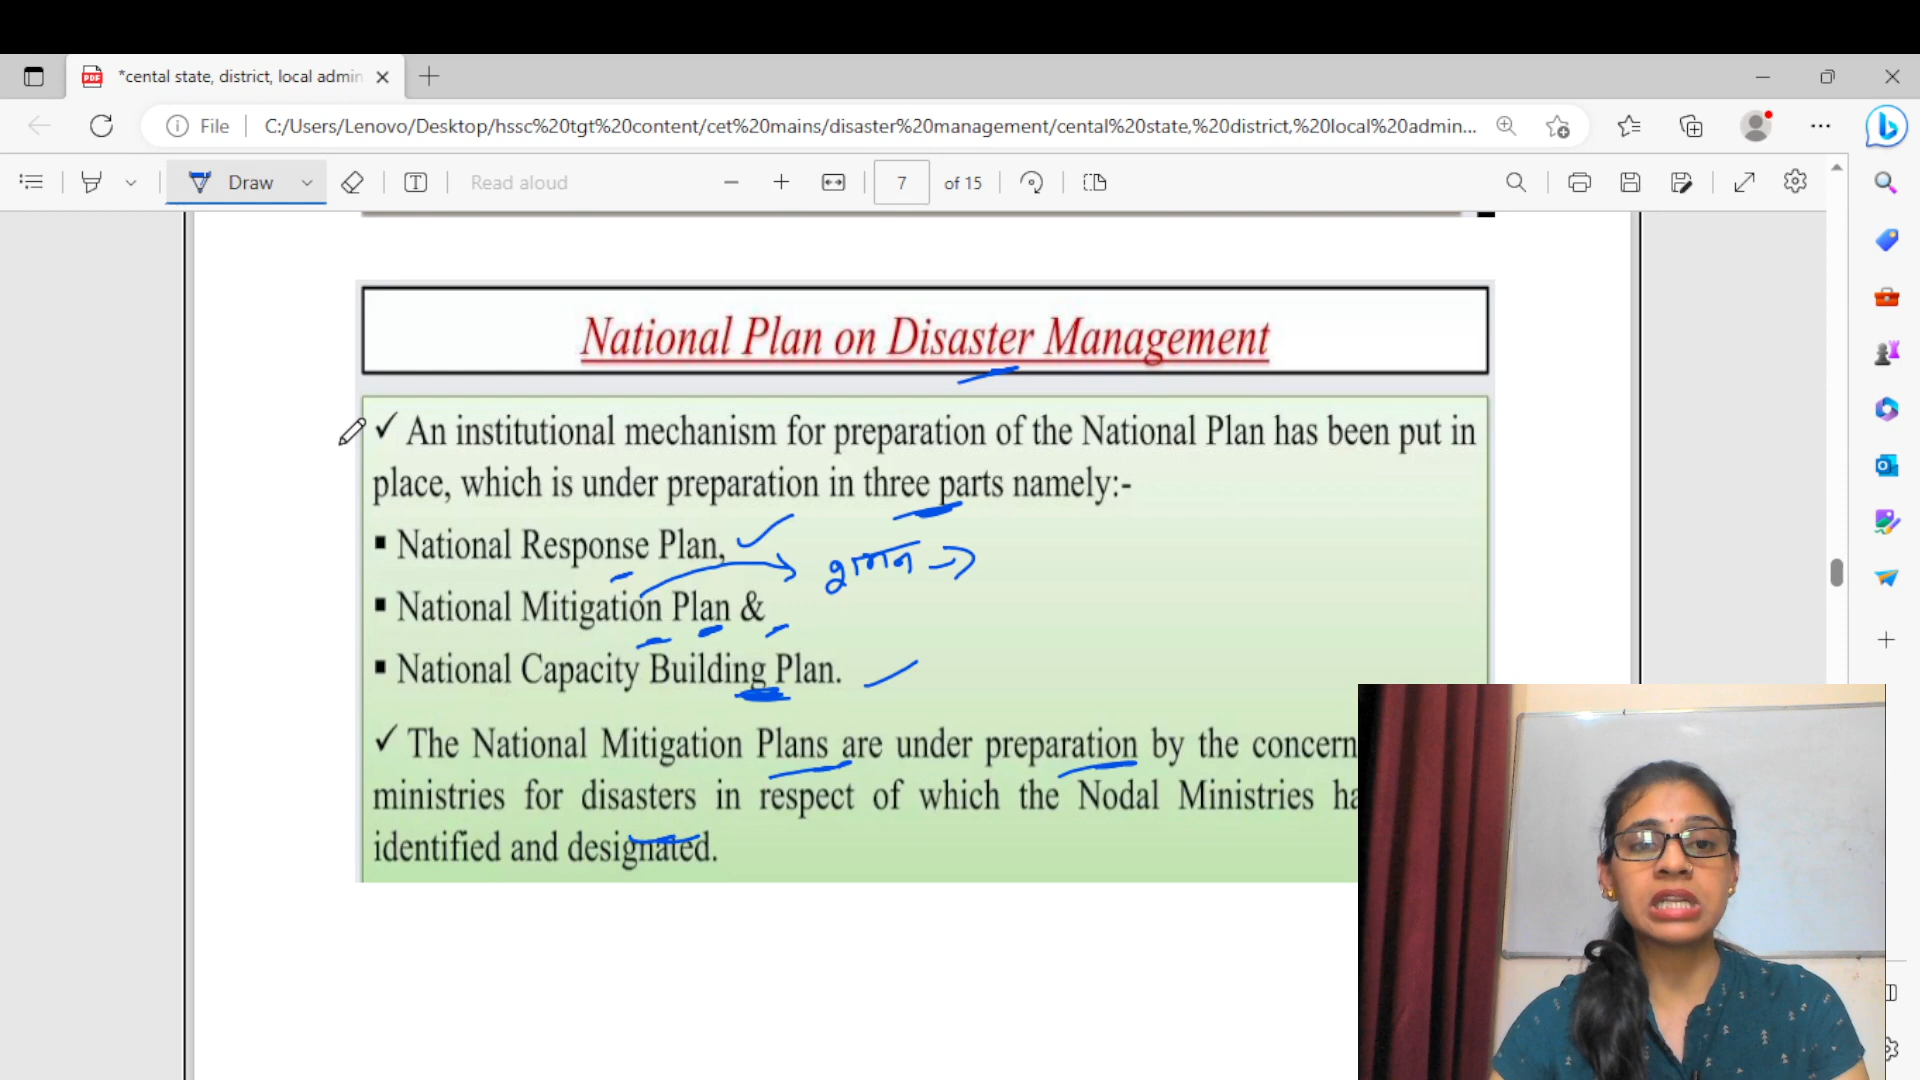 *cental state, district, local admin
File
C:/Users/Lenovo/Desktop/hssc%20tgt%20content/cet%20mains/disaster%20management/cental%20state,%20district,%20local%20admin...
Draw
Read aloud
7 of 15
National Plan on Disaster Management
✓ An institutional mechanism for preparation of the National Plan has been put in
place, which is under preparation in three parts namely:-
▪ National Response Plan,
▪ National Mitigation Plan &
▪ National Capacity Building Plan.
✓ The National Mitigation Plans are under preparation by the concern
ministries for disasters in respect of which the Nodal Ministries ha
identified and designated.